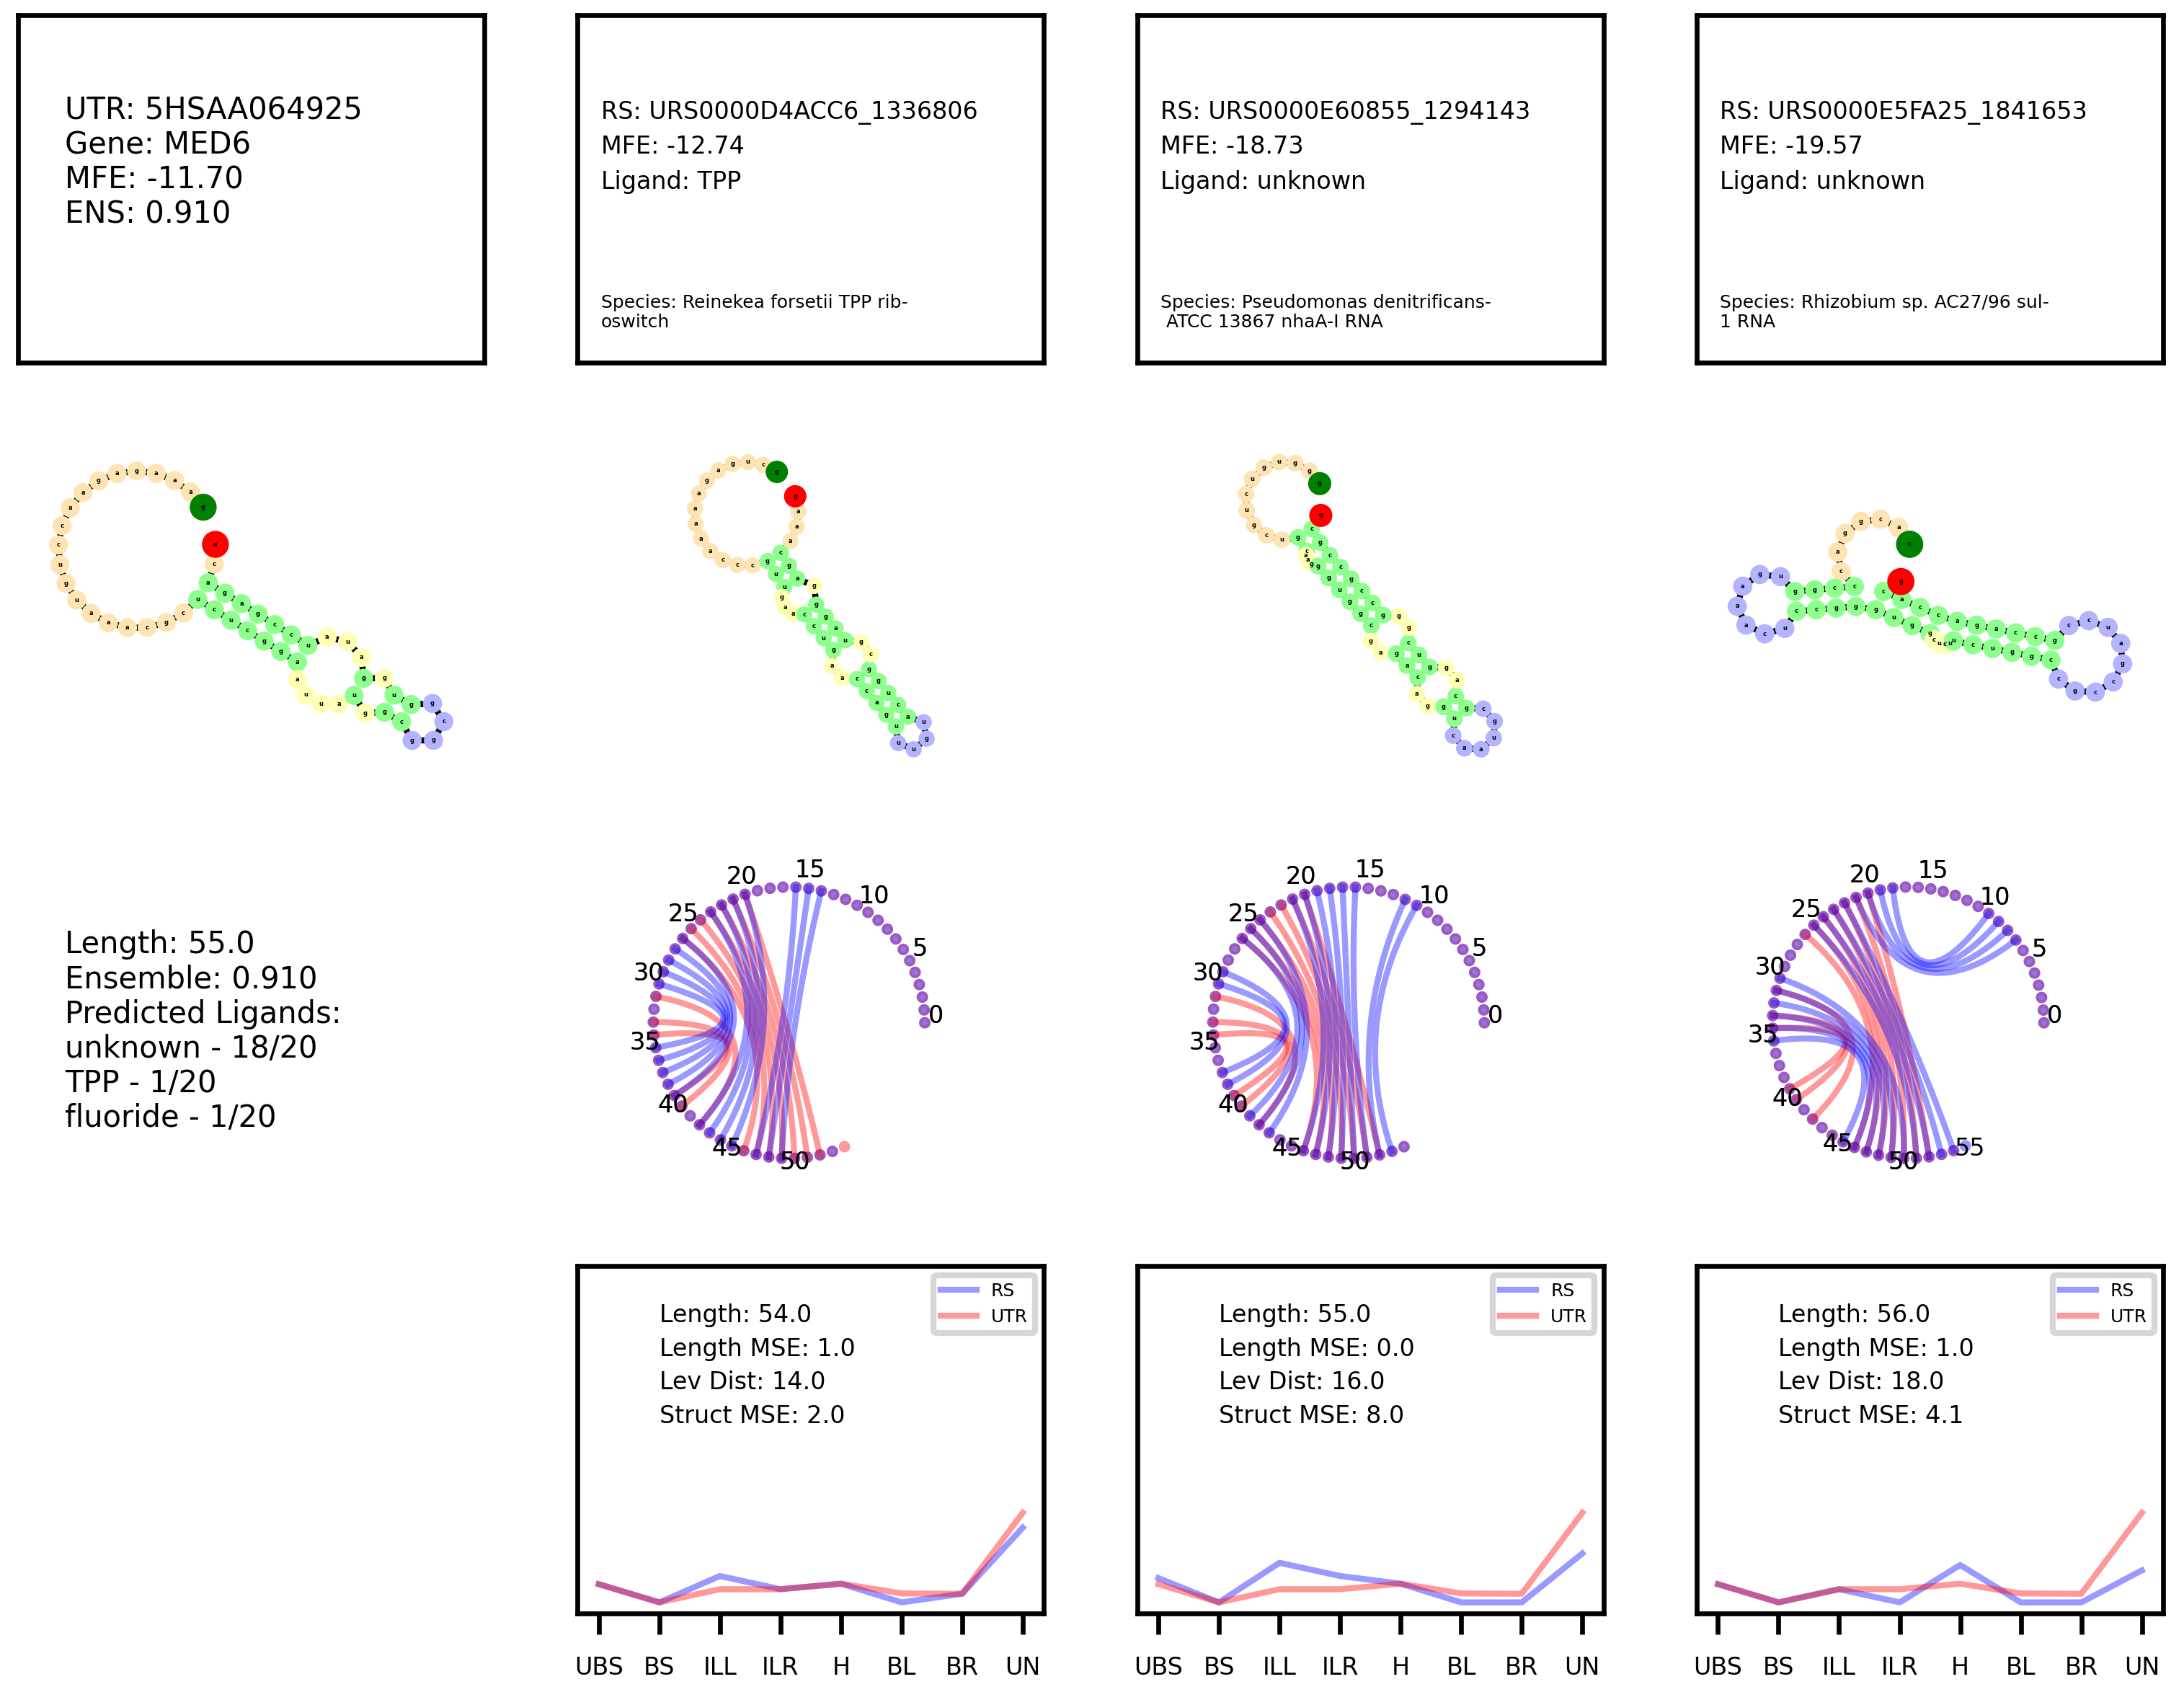 UTR: 5HSAA064925
Gene: MED6
MFE: -11.70
ENS: 0.910
RS: URS0000D4ACC6_1336806
MFE: -12.74
Ligand: TPP
Species: Reinekea forsetii TPP rib-
oswitch
RS: URS0000E60855_1294143
MFE: -18.73
Ligand: unknown
Species: Pseudomonas denitrificans-
ATCC 13867 nhaA-I RNA
RS: URS0000E5FA25_1841653
MFE: -19.57
Ligand: unknown
Species: Rhizobium sp. AC27/96 sul-
1 RNA
Length: 55.0
Ensemble: 0.910
Predicted Ligands:
unknown - 18/20
TPP - 1/20
fluoride - 1/20
0
5
10
15
20
25
30
35
40
45
50
0
5
10
15
20
25
30
35
40
45
50
0
5
10
15
20
25
30
35
40
45
50
55
RS
UTR
Length: 54.0
Length MSE: 1.0
Lev Dist: 14.0
Struct MSE: 2.0
UBS BS ILL ILR H BL BR UN
RS
UTR
Length: 55.0
Length MSE: 0.0
Lev Dist: 16.0
Struct MSE: 8.0
UBS BS ILL ILR H BL BR UN
RS
UTR
Length: 56.0
Length MSE: 1.0
Lev Dist: 18.0
Struct MSE: 4.1
UBS BS ILL ILR H BL BR UN